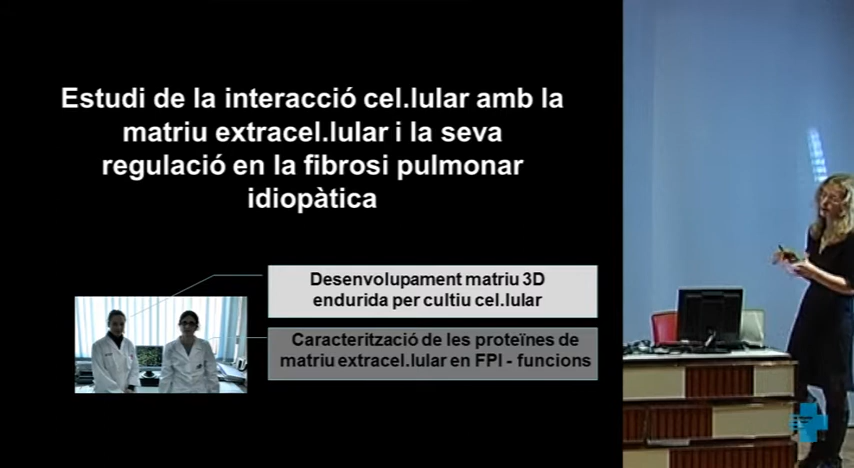 Estudi de la interacció cel.lular amb la
matriu extracel.lular i la seva
regulació en la fibrosi pulmonar
idiopàtica
Desenvolupament matriu 3D
endurida per cultiu cel.lular
Caracterització de les proteïnes de
matriu extracel.lular en FPI - funcions